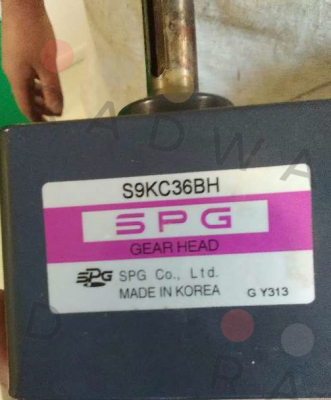 S9KC36BH
SPG
GEAR HEAD
SPG SPG Co., Ltd.
MADE IN KOREA G Y313